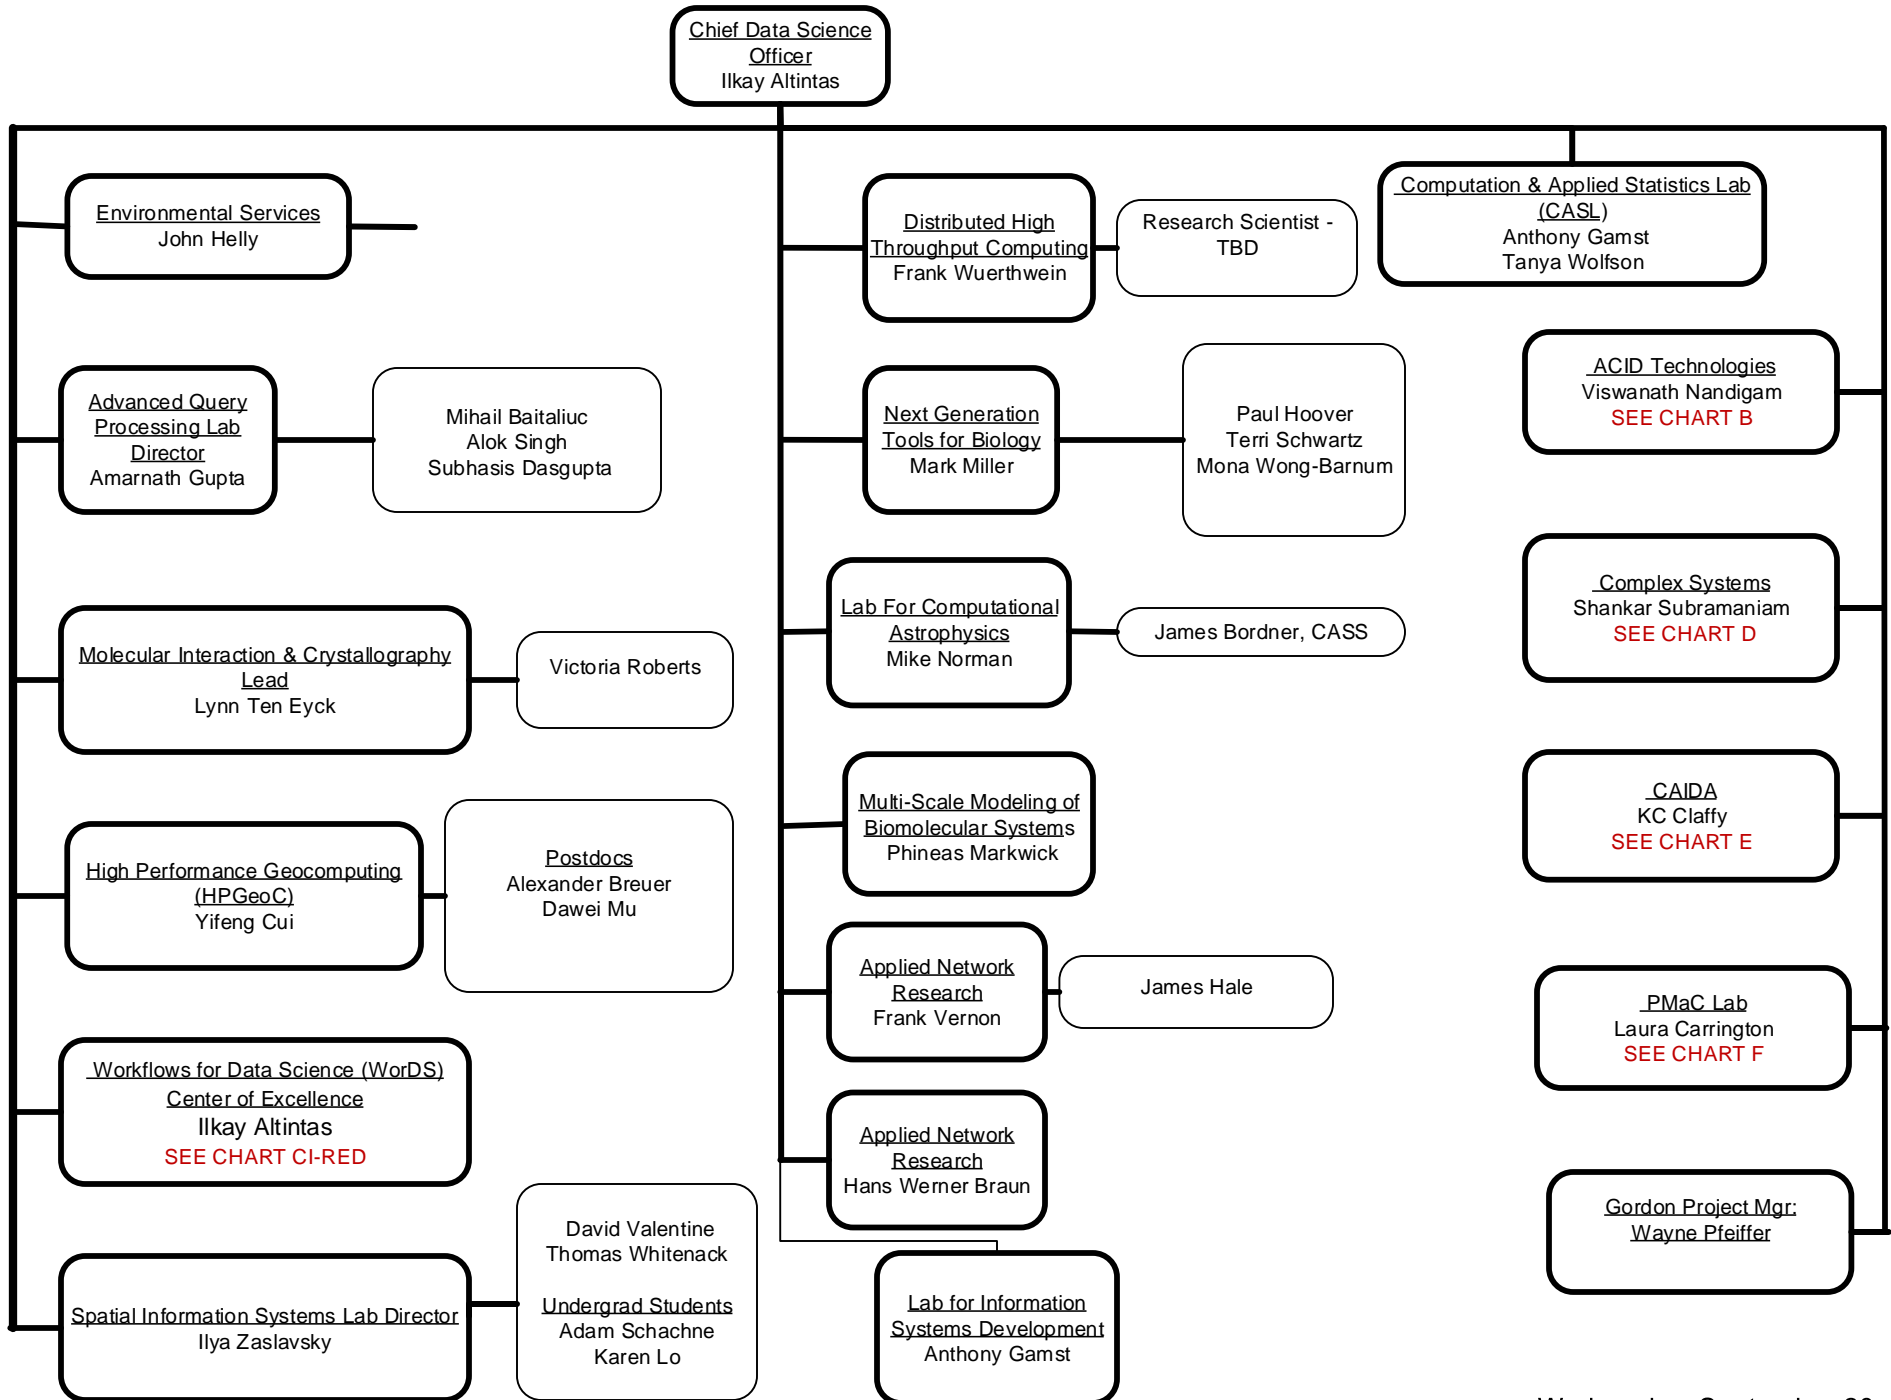 Chief Data Science
Officer
Ilkay Altintas
Environmental Services
John Helly
Advanced Query
Processing Lab
Director
Amarnath Gupta
Mihail Baitaliuc
Alok Singh
Subhasis Dasgupta
Molecular Interaction & Crystallography
Lead
Lynn Ten Eyck
Victoria Roberts
High Performance Geocomputing
(HPGeoC)
Yifeng Cui
Postdocs
Alexander Breuer
Dawei Mu
Workflows for Data Science (WorDS)
Center of Excellence
Ilkay Altintas
SEE CHART CI-RED
Spatial Information Systems Lab Director
Ilya Zaslavsky
David Valentine
Thomas Whitenack
Undergrad Students
Adam Schachne
Karen Lo
Distributed High
Throughput Computing
Frank Wuerthwein
Research Scientist -
TBD
Next Generation
Tools for Biology
Mark Miller
Paul Hoover
Terri Schwartz
Mona Wong-Barnum
Lab For Computational
Astrophysics
Mike Norman
James Bordner, CASS
Multi-Scale Modeling of
Biomolecular Systems
Phineas Markwick
Applied Network
Research
Frank Vernon
James Hale
Applied Network
Research
Hans Werner Braun
Lab for Information
Systems Development
Anthony Gamst
Computation & Applied Statistics Lab
(CASL)
Anthony Gamst
Tanya Wolfson
ACID Technologies
Viswanath Nandigam
SEE CHART B
Complex Systems
Shankar Subramaniam
SEE CHART D
CAIDA
KC Claffy
SEE CHART E
PMaC Lab
Laura Carrington
SEE CHART F
Gordon Project Mgr:
Wayne Pfeiffer